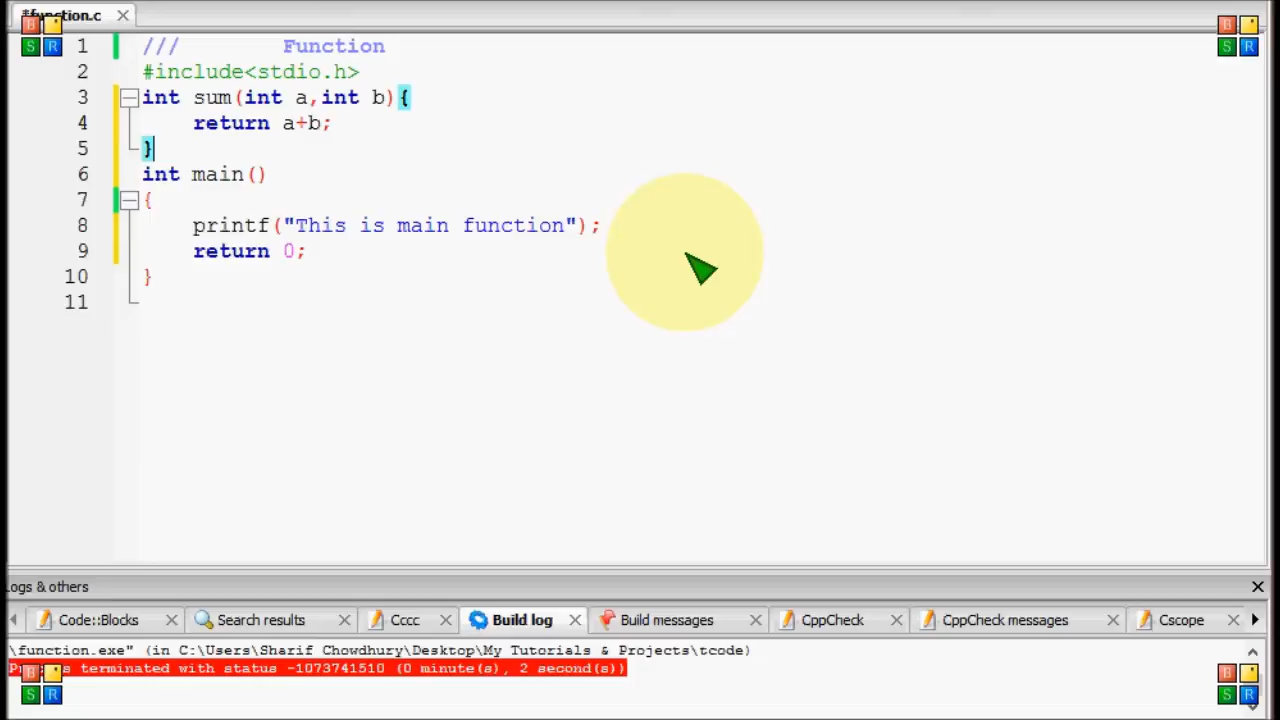 *function.c
1 /// Function
2 #include<stdio.h>
3 int sum(int a,int b){
4 return a+b;
5 }
6 int main()
7 {
8 printf("This is main function");
9 return 0;
10 }
11
Logs & others
Code::Blocks Search results Cccc Build log Build messages CppCheck CppCheck messages Cscope
\function.exe" (in C:\Users\Sharif Chowdhury\Desktop\My Tutorials & Projects\tcode)
terminated with status -1073741510 (0 minute(s), 2 second(s))
B
S R
B
S R
B
S R
B
S R